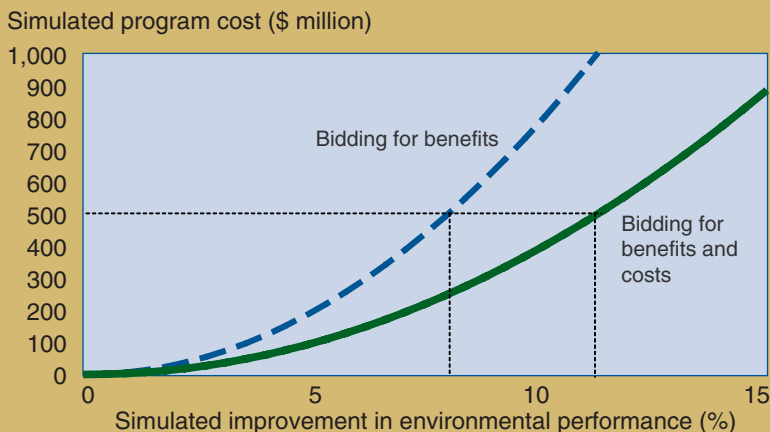 Simulated program cost ($ million)
1,000
900
800
700
600
500
400
300
200
100
0
Bidding for benefits
Bidding for
benefits and
costs
0 5 10 15
Simulated improvement in environmental performance (%)